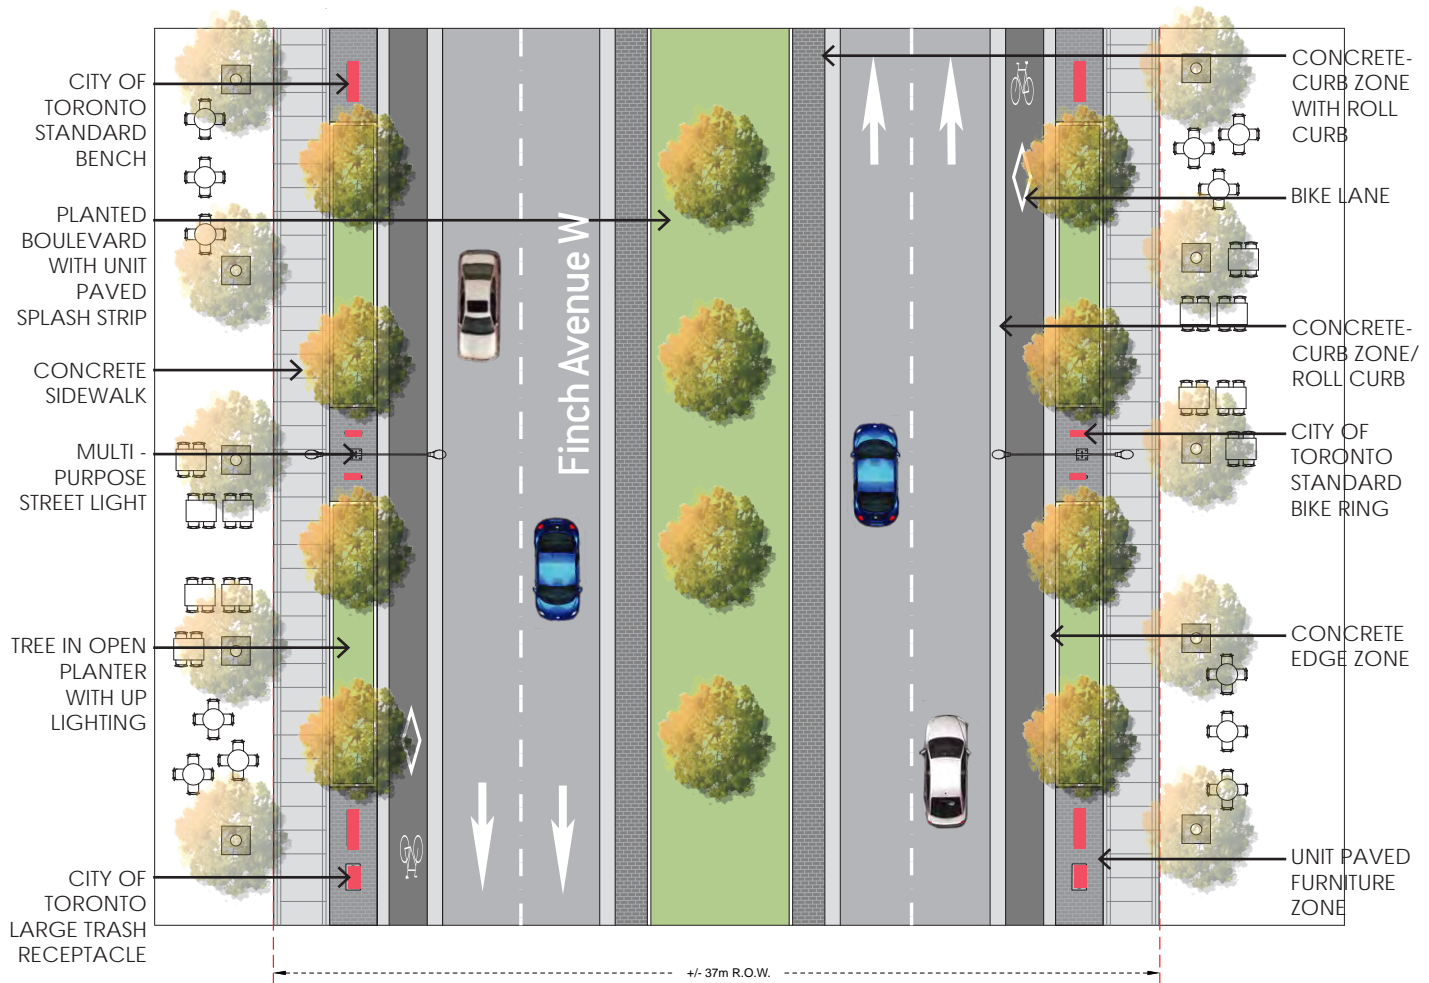 CITY OF
TORONTO
STANDARD
BENCH
PLANTED
BOULEVARD
WITH UNIT
PAVED
SPLASH STRIP
CONCRETE
SIDEWALK
MULTI -
PURPOSE
STREET LIGHT
TREE IN OPEN
PLANTER
WITH UP
LIGHTING
CITY OF
TORONTO
LARGE TRASH
RECEPTACLE
Finch Avenue W
CONCRETE-
CURB ZONE
WITH ROLL
CURB
BIKE LANE
CONCRETE-
CURB ZONE/
ROLL CURB
CITY OF
TORONTO
STANDARD
BIKE RING
CONCRETE
EDGE ZONE
UNIT PAVED
FURNITURE
ZONE
+/- 37m R.O.W.